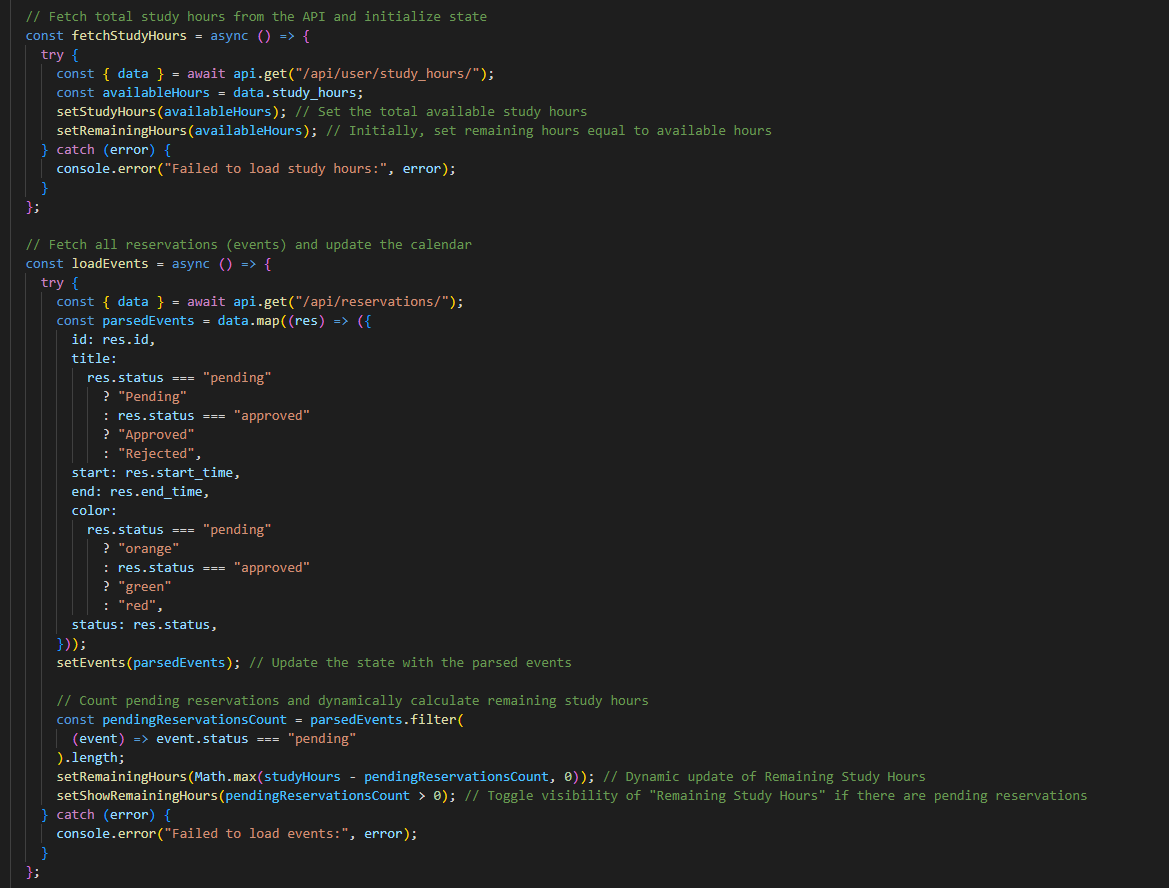 // Fetch total study hours from the API and initialize state
const fetchStudyHours = async () => {
  try {
    const { data } = await api.get("/api/user/study_hours/");
    const availableHours = data.study_hours;
    setStudyHours(availableHours); // Set the total available study hours
    setRemainingHours(availableHours); // Initially, set remaining hours equal to available hours
  } catch (error) {
    console.error("Failed to load study hours:", error);
  }
};

// Fetch all reservations (events) and update the calendar
const loadEvents = async () => {
  try {
    const { data } = await api.get("/api/reservations/");
    const parsedEvents = data.map((res) => ({
      id: res.id,
      title:
        res.status === "pending"
          ? "Pending"
          : res.status === "approved"
          ? "Approved"
          : "Rejected",
      start: res.start_time,
      end: res.end_time,
      color:
        res.status === "pending"
          ? "orange"
          : res.status === "approved"
          ? "green"
          : "red",
      status: res.status,
    }));
    setEvents(parsedEvents); // Update the state with the parsed events

    // Count pending reservations and dynamically calculate remaining study hours
    const pendingReservationsCount = parsedEvents.filter(
      (event) => event.status === "pending"
    ).length;
    setRemainingHours(Math.max(studyHours - pendingReservationsCount, 0)); // Dynamic update of Remaining Study Hours
    setShowRemainingHours(pendingReservationsCount > 0); // Toggle visibility of "Remaining Study Hours" if there are pending reservations
  } catch (error) {
    console.error("Failed to load events:", error);
  }
};